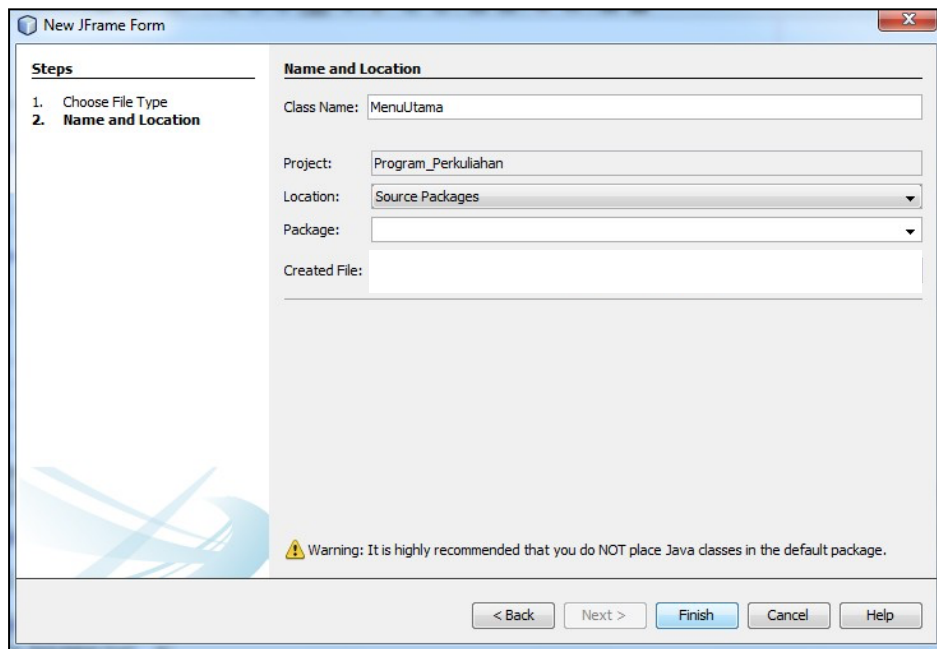 New JFrame Form
Steps
1. Choose File Type
2. Name and Location
Name and Location
Class Name: MenuUtama
Project: Program_Perkuliahan
Location: Source Packages
Package:
Created File:
Warning: It is highly recommended that you do NOT place Java classes in the default package.
< Back Next > Finish Cancel Help